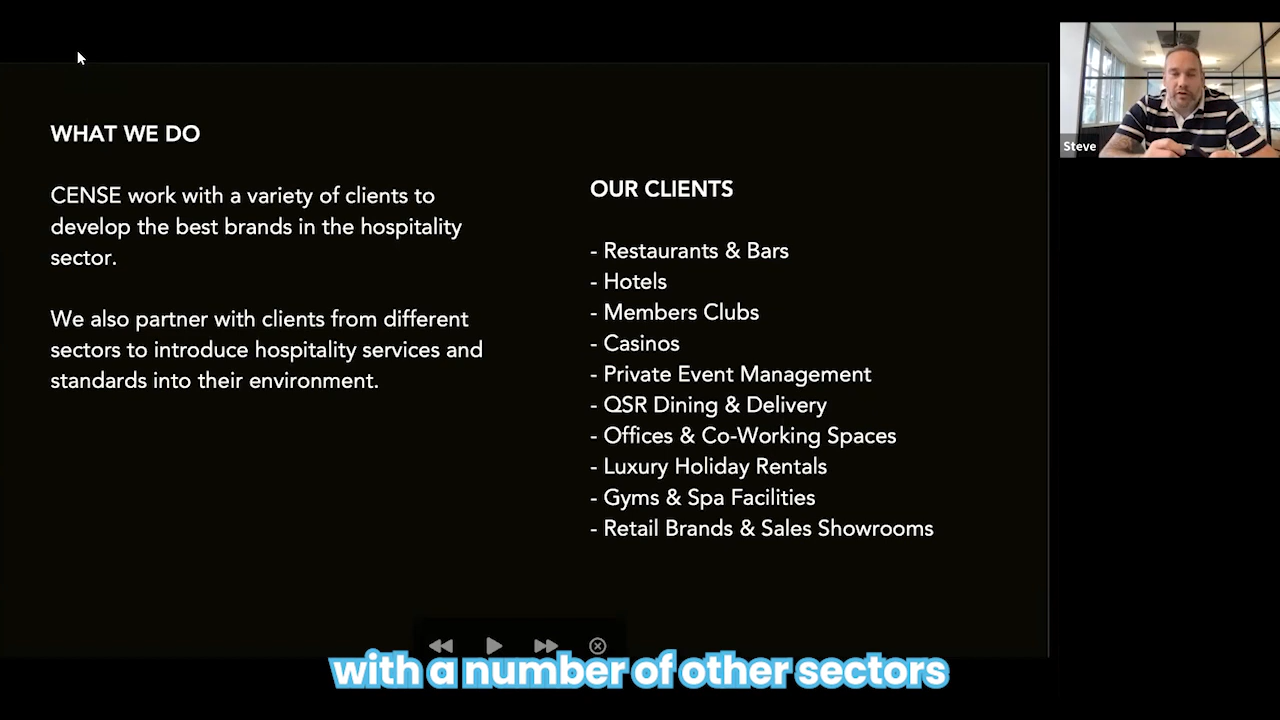 WHAT WE DO
CENSE work with a variety of clients to
develop the best brands in the hospitality
sector.
We also partner with clients from different
sectors to introduce hospitality services and
standards into their environment.
OUR CLIENTS
- Restaurants & Bars
- Hotels
- Members Clubs
- Casinos
- Private Event Management
- QSR Dining & Delivery
- Offices & Co-Working Spaces
- Luxury Holiday Rentals
- Gyms & Spa Facilities
- Retail Brands & Sales Showrooms
Steve
with a number of other sectors